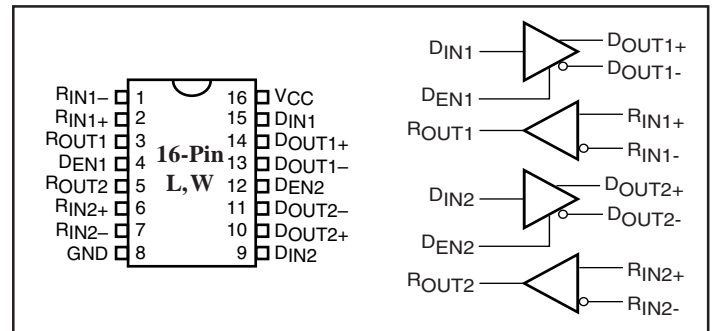 RIN1– 1 16 VCC
RIN1+ 2 15 DIN1
ROUT1 3 14 DOUT1+
DEN1 4 13 DOUT1–
ROUT2 5 12 DEN2
RIN2+ 6 11 DOUT2–
RIN2– 7 10 DOUT2+
GND 8 9 DIN2
16-Pin
L,W
DIN1
DOUT1+
DOUT1-
DEN1
ROUT1
RIN1+
RIN1-
DIN2
DOUT2+
DOUT2-
DEN2
ROUT2
RIN2+
RIN2-